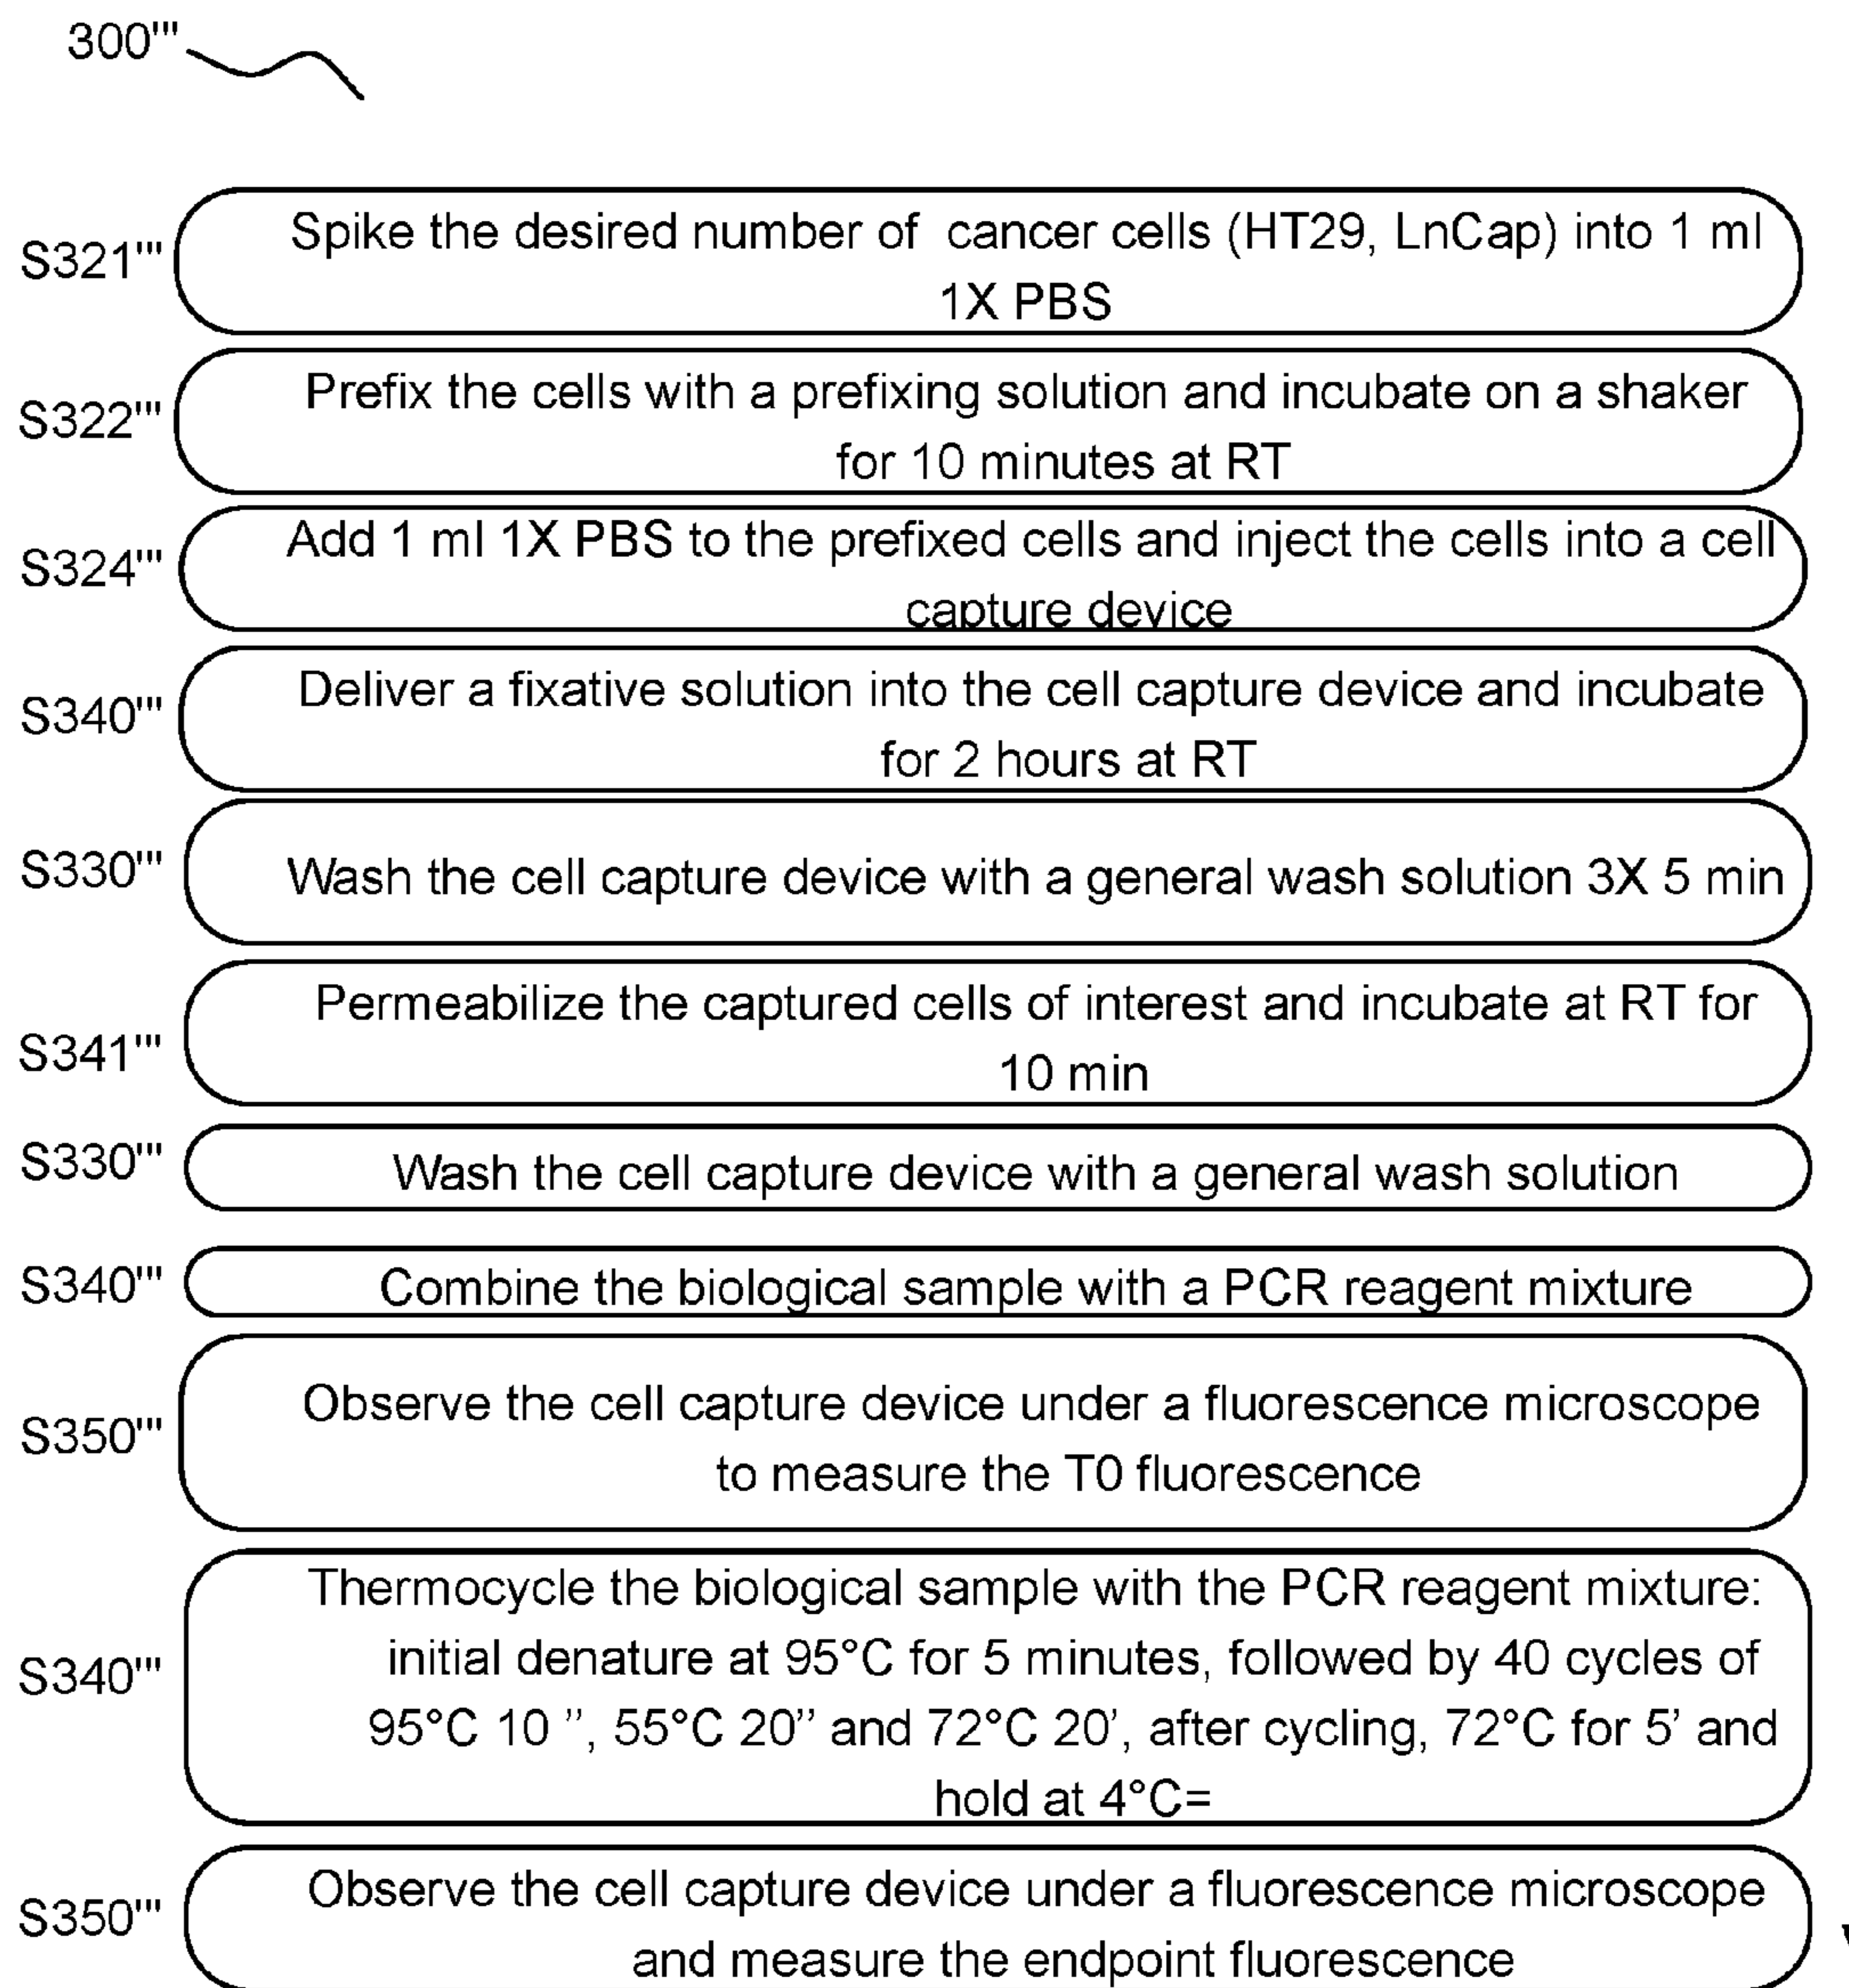 300'''
S321'''
Spike the desired number of cancer cells (HT29, LnCap) into 1 ml
1X PBS
S322'''
Prefix the cells with a prefixing solution and incubate on a shaker
for 10 minutes at RT
S324'''
Add 1 ml 1X PBS to the prefixed cells and inject the cells into a cell
capture device
S340'''
Deliver a fixative solution into the cell capture device and incubate
for 2 hours at RT
S330'''
Wash the cell capture device with a general wash solution 3X 5 min
S341'''
Permeabilize the captured cells of interest and incubate at RT for
10 min
S330'''
Wash the cell capture device with a general wash solution
S340'''
Combine the biological sample with a PCR reagent mixture
S350'''
Observe the cell capture device under a fluorescence microscope
to measure the T0 fluorescence
S340'''
Thermocycle the biological sample with the PCR reagent mixture:
initial denature at 95°C for 5 minutes, followed by 40 cycles of
95°C 10 ”, 55°C 20” and 72°C 20’, after cycling, 72°C for 5’ and
hold at 4°C=
S350'''
Observe the cell capture device under a fluorescence microscope
and measure the endpoint fluorescence